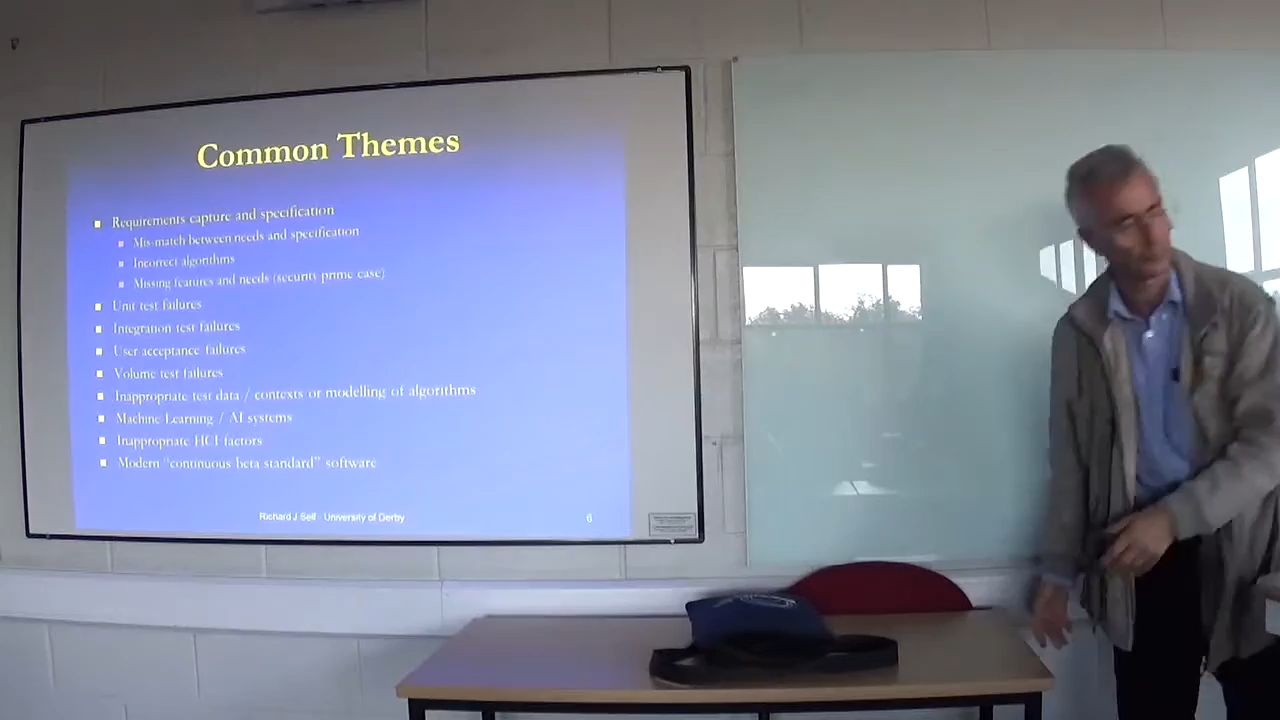 Common Themes
Requirements capture and specification
Mis-match between needs and specification
Incorrect algorithms
Missing features and needs (security prime case)
Unit test failures
Integration test failures
User acceptance failures
Volume test failures
Inappropriate test data / contexts or modelling of algorithms
Machine Learning / AI systems
Inappropriate HCI factors
Modern "continuous beta standard" software
Richard J Self - University of Derby
6